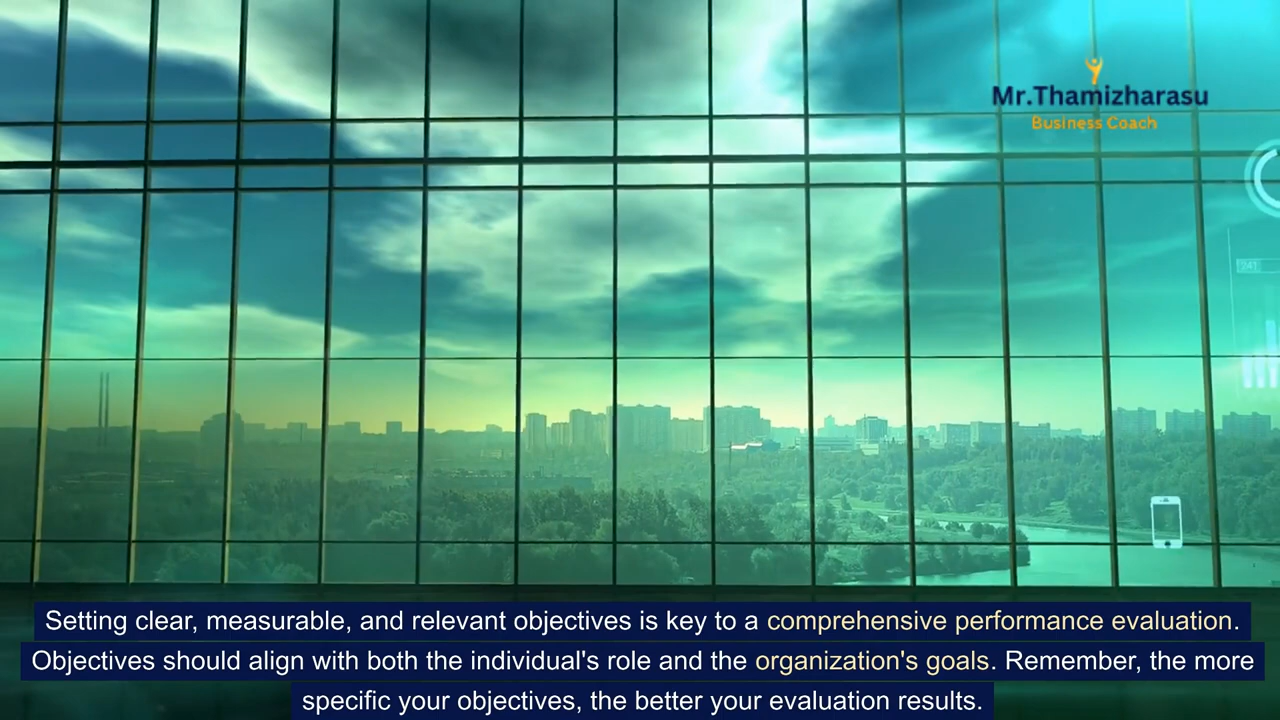 Mr.Thamizharasu
Business Coach
Setting clear, measurable, and relevant objectives is key to a comprehensive performance evaluation.
Objectives should align with both the individual's role and the organization's goals. Remember, the more
specific your objectives, the better your evaluation results.